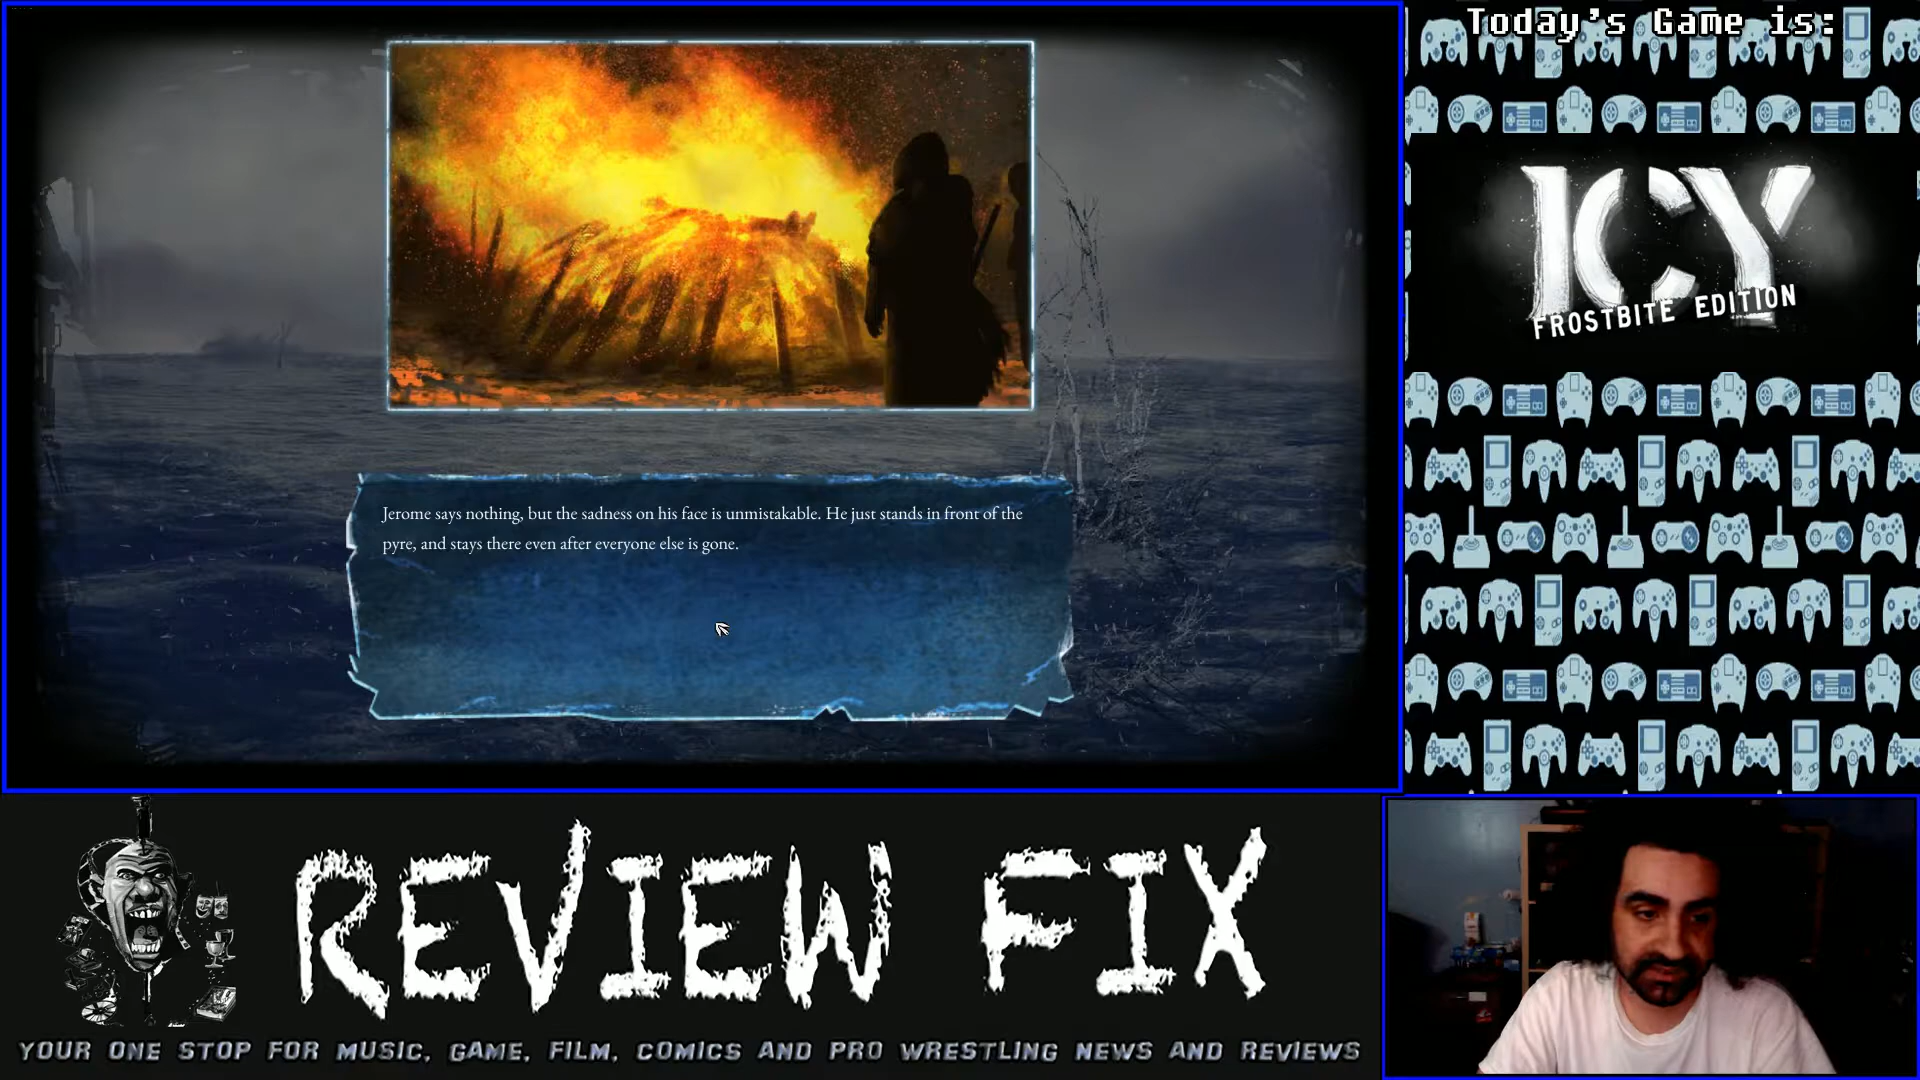 Today's Game is:
ICY
FROSTBITE EDITION
Jerome says nothing, but the sadness on his face is unmistakable. He just stands in front of the
pyre, and stays there even after everyone else is gone.
REVIEW FIX
YOUR ONE STOP FOR MUSIC, GAME, FILM, COMICS AND PRO WRESTLING NEWS AND REVIEWS